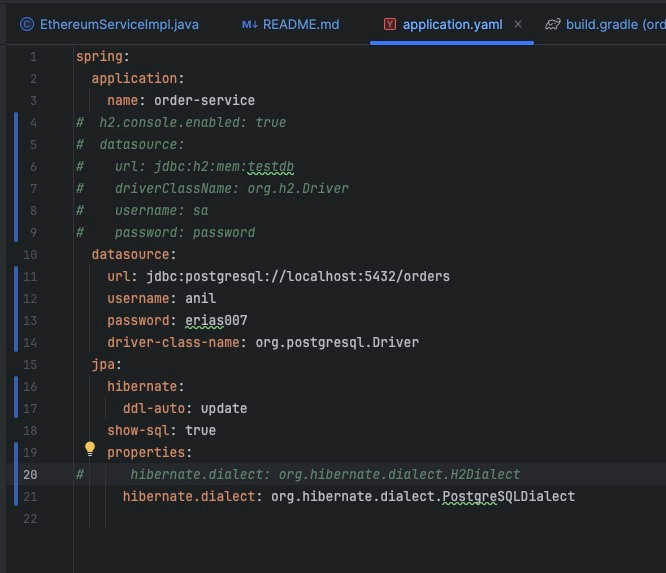 EthereumServiceImpl.java README.md application.yaml build.gradle (ord
1 spring:
2   application:
3     name: order-service
4 #  h2.console.enabled: true
5 #  datasource:
6 #    url: jdbc:h2:mem:testdb
7 #    driverClassName: org.h2.Driver
8 #    username: sa
9 #    password: password
10   datasource:
11     url: jdbc:postgresql://localhost:5432/orders
12     username: anil
13     password: erias007
14     driver-class-name: org.postgresql.Driver
15   jpa:
16     hibernate:
17       ddl-auto: update
18     show-sql: true
19     properties:
20 #      hibernate.dialect: org.hibernate.dialect.H2Dialect
21       hibernate.dialect: org.hibernate.dialect.PostgreSQLDialect
22